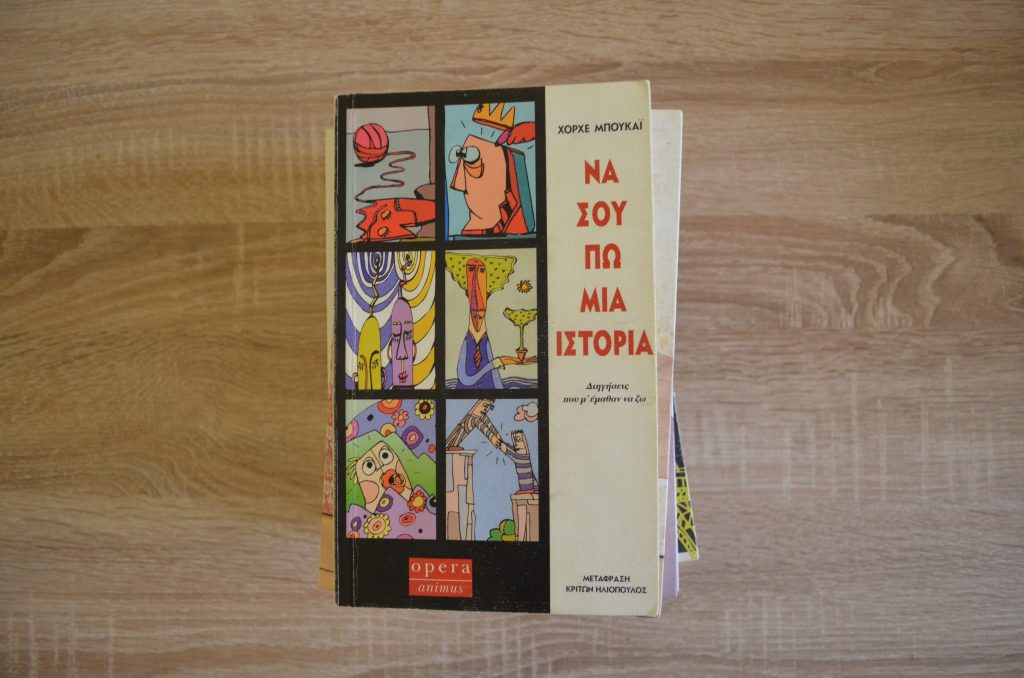 ΧΟΡΧΕ ΜΠΟΥΚΑΪ
ΝΑ
ΣΟΥ
ΠΩ
ΜΙΑ
ΙΣΤΟΡΙΑ
Διηγήσεις
που μ' έμαθαν να ζω
opera
animus
ΜΕΤΑΦΡΑΣΗ
ΚΡΙΤΩΝ ΗΛΙΟΠΟΥΛΟΣ